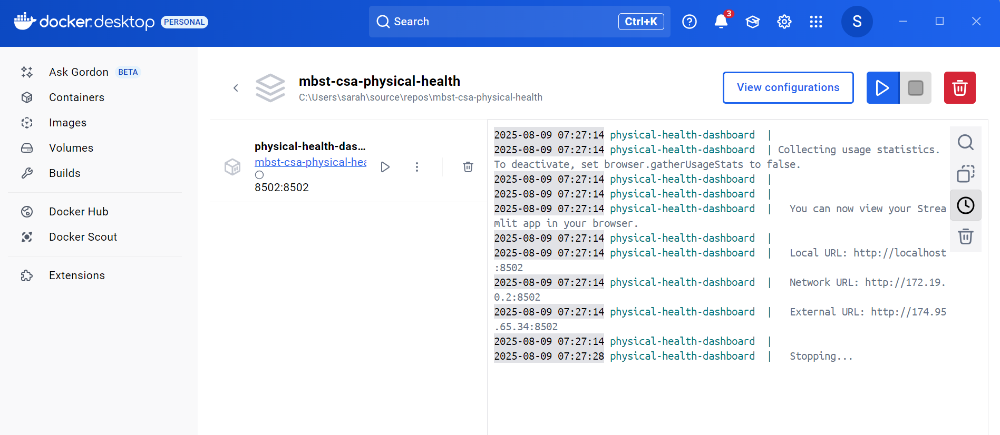 docker.desktop PERSONAL
Search
Ctrl+K
3
S
Ask Gordon BETA
Containers
Images
Volumes
Builds
Docker Hub
Docker Scout
Extensions
mbst-csa-physical-health
C:\Users\sarah\source\repos\mbst-csa-physical-health
View configurations
physical-health-das...
mbst-csa-physical-hea
8502:8502
2025-08-09 07:27:14 physical-health-dashboard |
2025-08-09 07:27:14 physical-health-dashboard | Collecting usage statistics.
To deactivate, set browser.gatherUsageStats to false.
2025-08-09 07:27:14 physical-health-dashboard |
2025-08-09 07:27:14 physical-health-dashboard |
2025-08-09 07:27:14 physical-health-dashboard | You can now view your Strea
mlit app in your browser.
2025-08-09 07:27:14 physical-health-dashboard |
2025-08-09 07:27:14 physical-health-dashboard | Local URL: http://localhost
:8502
2025-08-09 07:27:14 physical-health-dashboard | Network URL: http://172.19.
0.2:8502
2025-08-09 07:27:14 physical-health-dashboard | External URL: http://174.95
.65.34:8502
2025-08-09 07:27:14 physical-health-dashboard |
2025-08-09 07:27:28 physical-health-dashboard | Stopping...